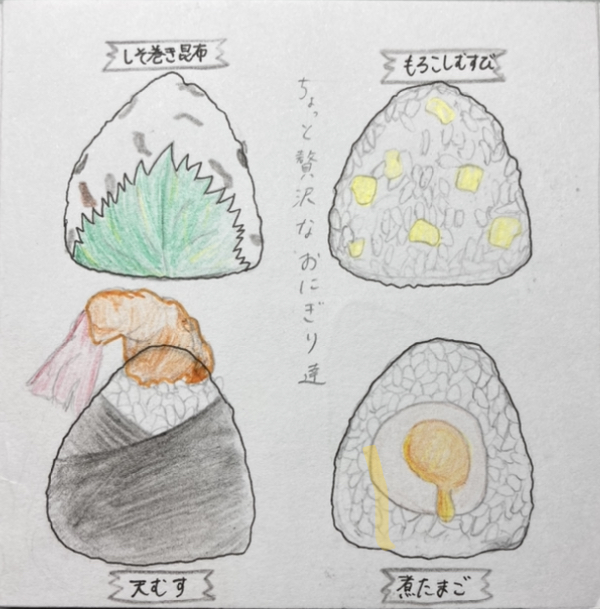 しそ巻き昆布
もろこしむすび
ちょっと贅沢なおにぎり達
天むす
煮たまご